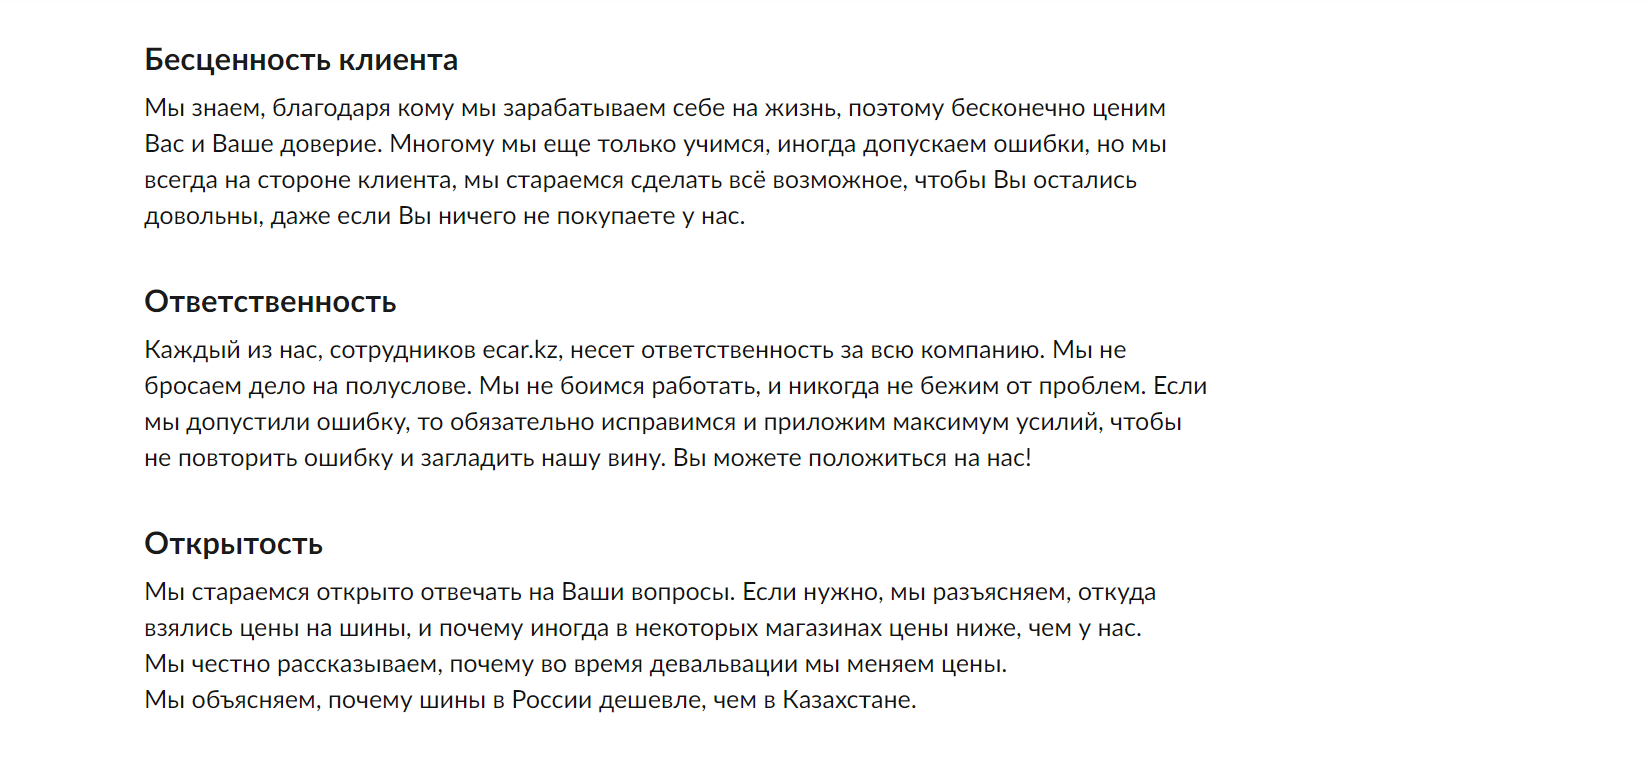 Бесценность клиента
Мы знаем, благодаря кому мы зарабатываем себе на жизнь, поэтому бесконечно ценим
Вас и Ваше доверие. Многому мы еще только учимся, иногда допускаем ошибки, но мы
всегда на стороне клиента, мы стараемся сделать всё возможное, чтобы Вы остались
довольны, даже если Вы ничего не покупаете у нас.
Ответственность
Каждый из нас, сотрудников ecar.kz, несет ответственность за всю компанию. Мы не
бросаем дело на полуслове. Мы не боимся работать, и никогда не бежим от проблем. Если
мы допустили ошибку, то обязательно исправимся и приложим максимум усилий, чтобы
не повторить ошибку и загладить нашу вину. Вы можете положиться на нас!
Открытость
Мы стараемся открыто отвечать на Ваши вопросы. Если нужно, мы разъясняем, откуда
взялись цены на шины, и почему иногда в некоторых магазинах цены ниже, чем у нас.
Мы честно рассказываем, почему во время девальвации мы меняем цены.
Мы объясняем, почему шины в России дешевле, чем в Казахстане.